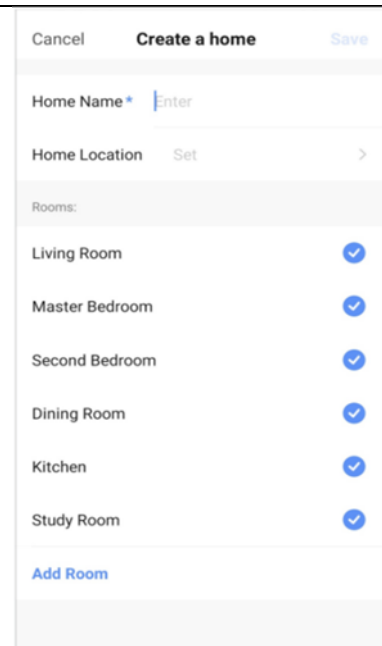 Cancel Create a home Save
Home Name* Enter
Home Location Set
Rooms:
Living Room
Master Bedroom
Second Bedroom
Dining Room
Kitchen
Study Room
Add Room